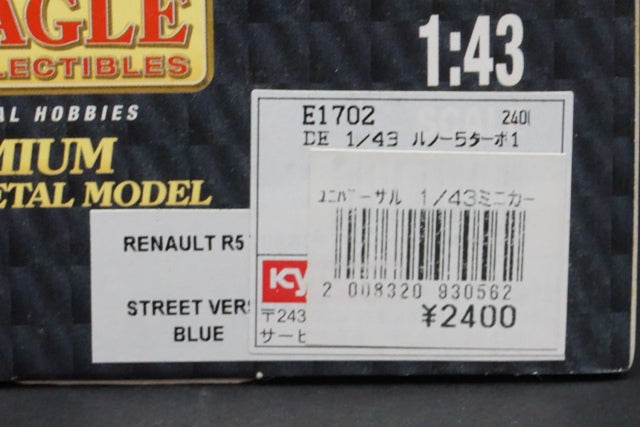 AGLE
LECTIBLES
1:43
AL HOBBIES
MIUM
ETAL MODEL
E1702 240
DE 1/43 ルノー5ターボ1
ユニバーサル 1/43ミニカー
RENAULT R5
STREET VERS
BLUE
Ky
〒243
サービ
2 008320 930562
¥2400